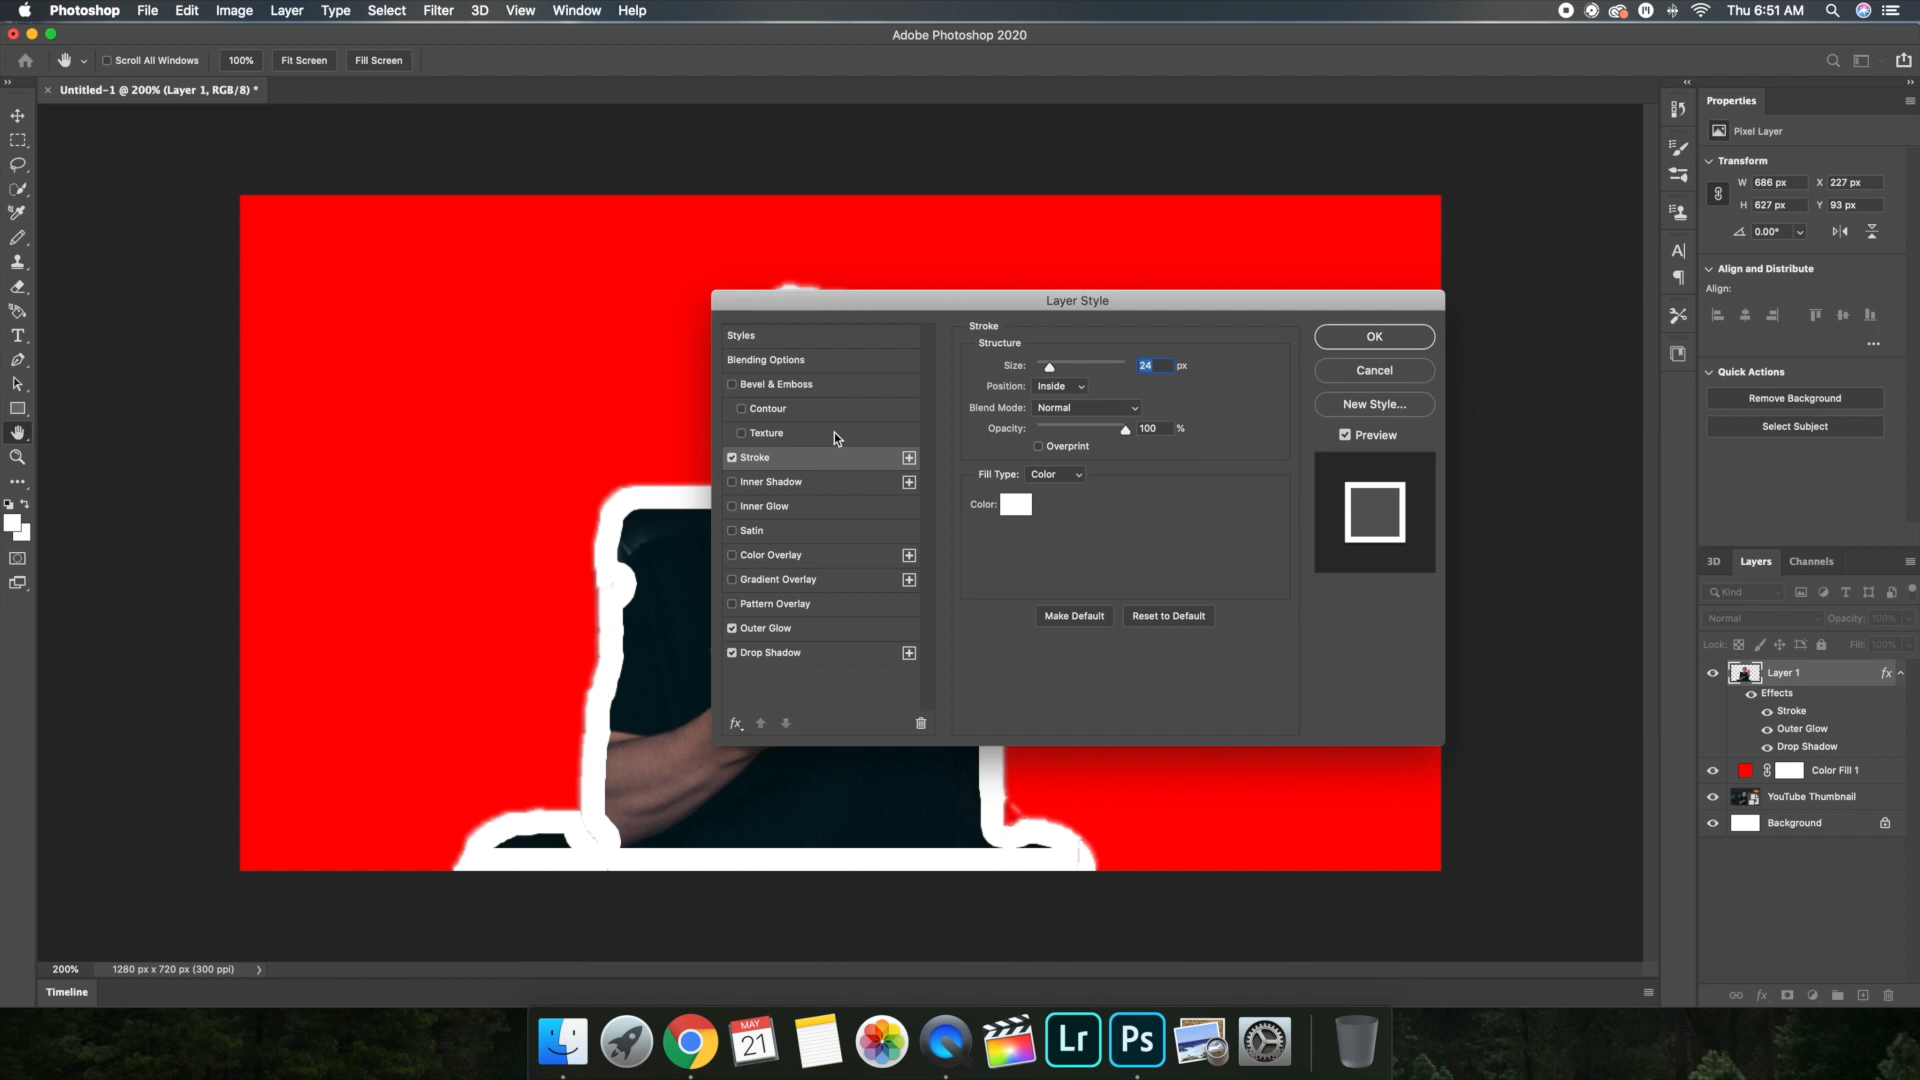 Photoshop File Edit Image Layer Type Select Filter 3D View Window Help Thu 6:51 AM
Adobe Photoshop 2020
Scroll All Windows 100% Fit Screen Fill Screen
Untitled-1 @ 200% (Layer 1, RGB/8) *
Properties
Pixel Layer
Transform
W 686 px X 227 px
H 627 px Y 93 px
0.00°
Align and Distribute
Align:
Quick Actions
Remove Background
Select Subject
Layer Style
Styles
Blending Options
Bevel & Emboss
Contour
Texture
Stroke
Inner Shadow
Inner Glow
Satin
Color Overlay
Gradient Overlay
Pattern Overlay
Outer Glow
Drop Shadow
fx
Stroke
Structure
Size: 24 px
Position: Inside
Blend Mode: Normal
Opacity: 100 %
Overprint
Fill Type: Color
Color:
Make Default Reset to Default
OK
Cancel
New Style...
Preview
3D Layers Channels
Kind
Normal Opacity: 100%
Lock: Fill: 100%
Layer 1 fx
Effects
Stroke
Outer Glow
Drop Shadow
Color Fill 1
YouTube Thumbnail
Background
fx
200% 1280 px x 720 px (300 ppi)
Timeline
MAY
21
Lr
Ps